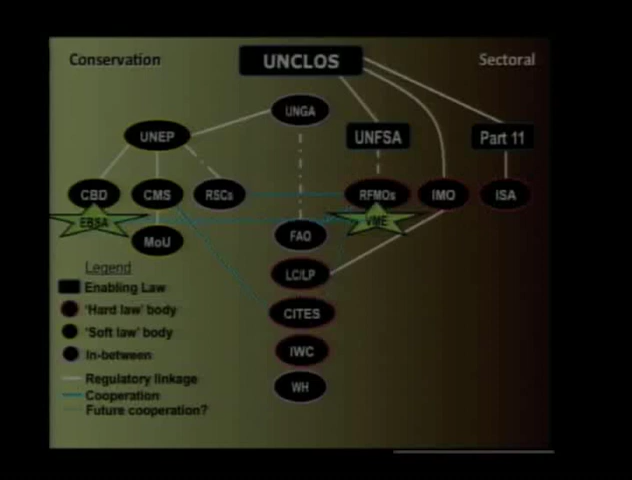 Conservation
UNCLOS
Sectoral
UNGA
UNEP
UNFSA
Part 11
CBD
CMS
RSCs
RFMOs
IMO
ISA
EBSA
VME
MoU
FAO
LC/LP
CITES
IWC
WH
Legend
Enabling Law
'Hard law' body
'Soft law' body
In-between
Regulatory linkage
Cooperation
Future cooperation?